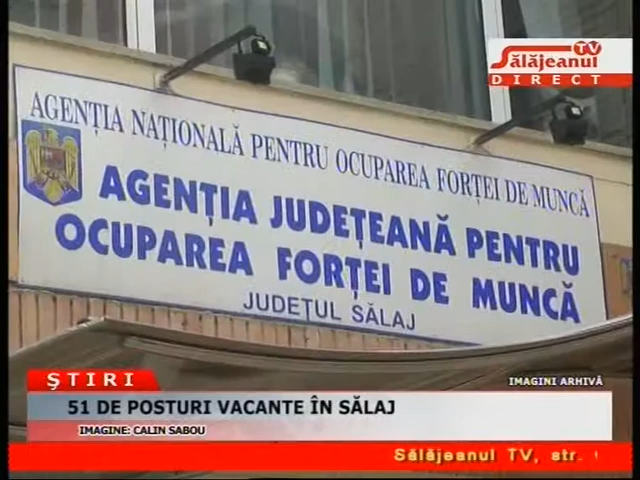 Sălăjeanul TV
DIRECT
AGENȚIA NAȚIONALĂ PENTRU OCUPAREA FORȚEI DE MUNCĂ
AGENȚIA JUDEȚEANĂ PENTRU
OCUPAREA FORȚEI DE MUNCĂ
JUDEȚUL SĂLAJ
ŞTIRI
IMAGINI ARHIVĂ
51 DE POSTURI VACANTE ÎN SĂLAJ
IMAGINE: CALIN SABOU
Sălăjeanul TV, str.